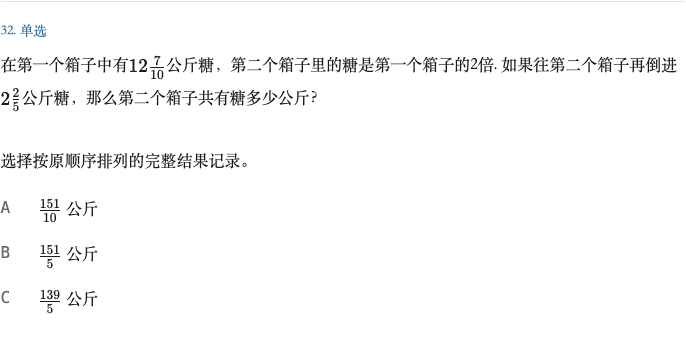 32. 单选
在第一个箱子中有12 7/10 公斤糖，第二个箱子里的糖是第一个箱子的2倍. 如果往第二个箱子再倒进
2 2/5 公斤糖，那么第二个箱子共有糖多少公斤？
选择按原顺序排列的完整结果记录。
A 151/10 公斤
B 151/5 公斤
C 139/5 公斤